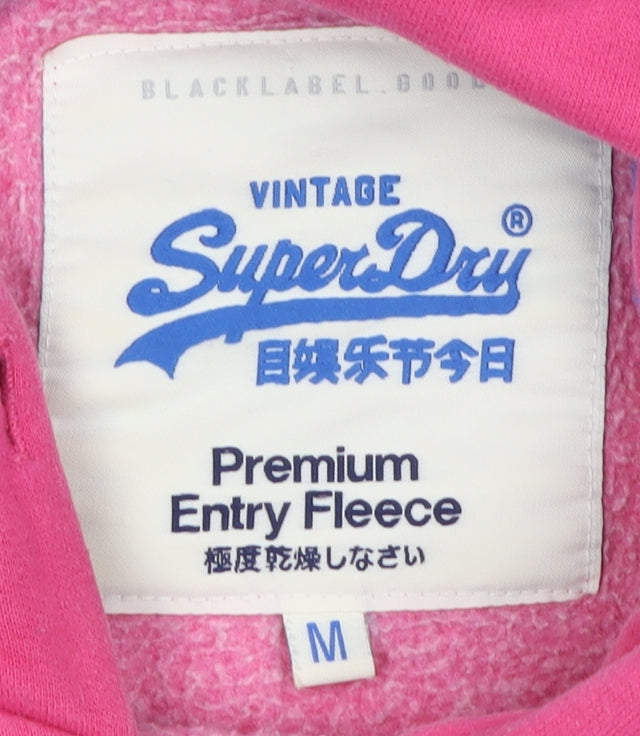 BLACKLABEL.GOOD
VINTAGE
SuperDry®
目娱乐节今日
Premium
Entry Fleece
極度乾燥しなさい
M